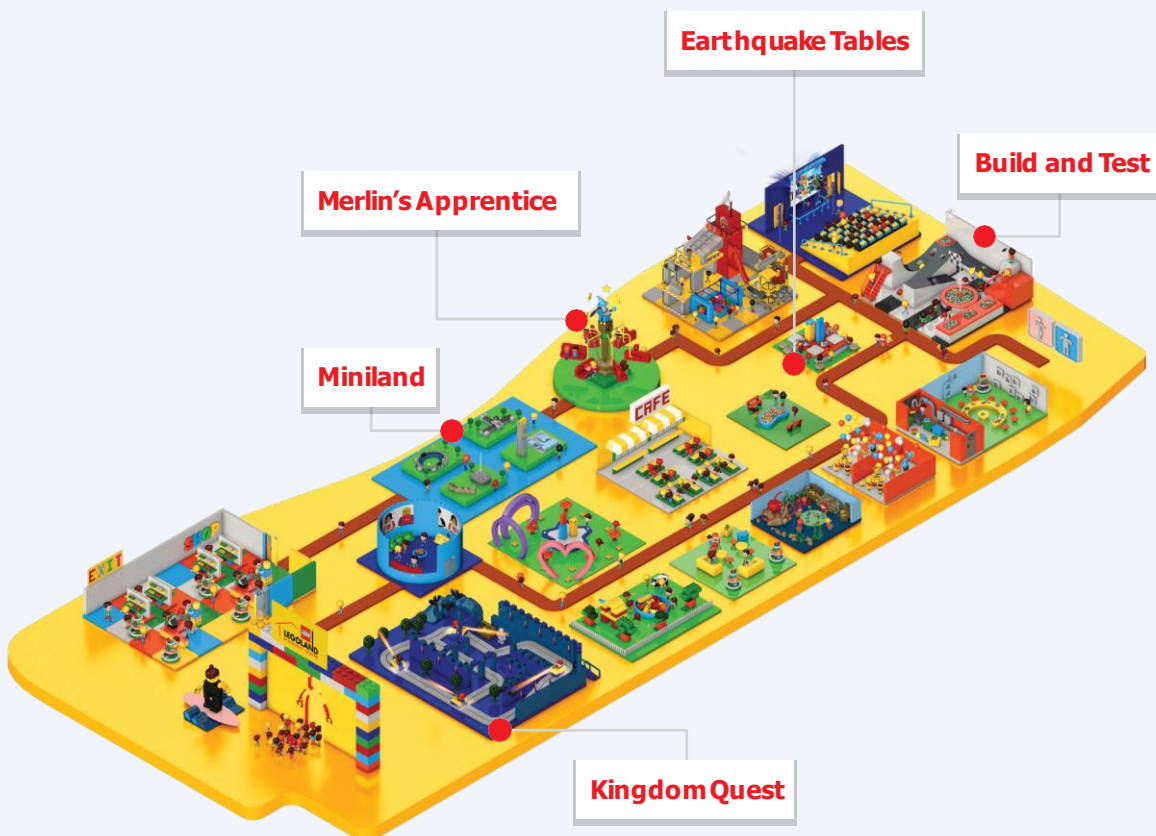 Earthquake Tables
Build and Test
Merlin's Apprentice
Miniland
CAFE
SHOP
EXIT
LEGOLAND
Kingdom Quest